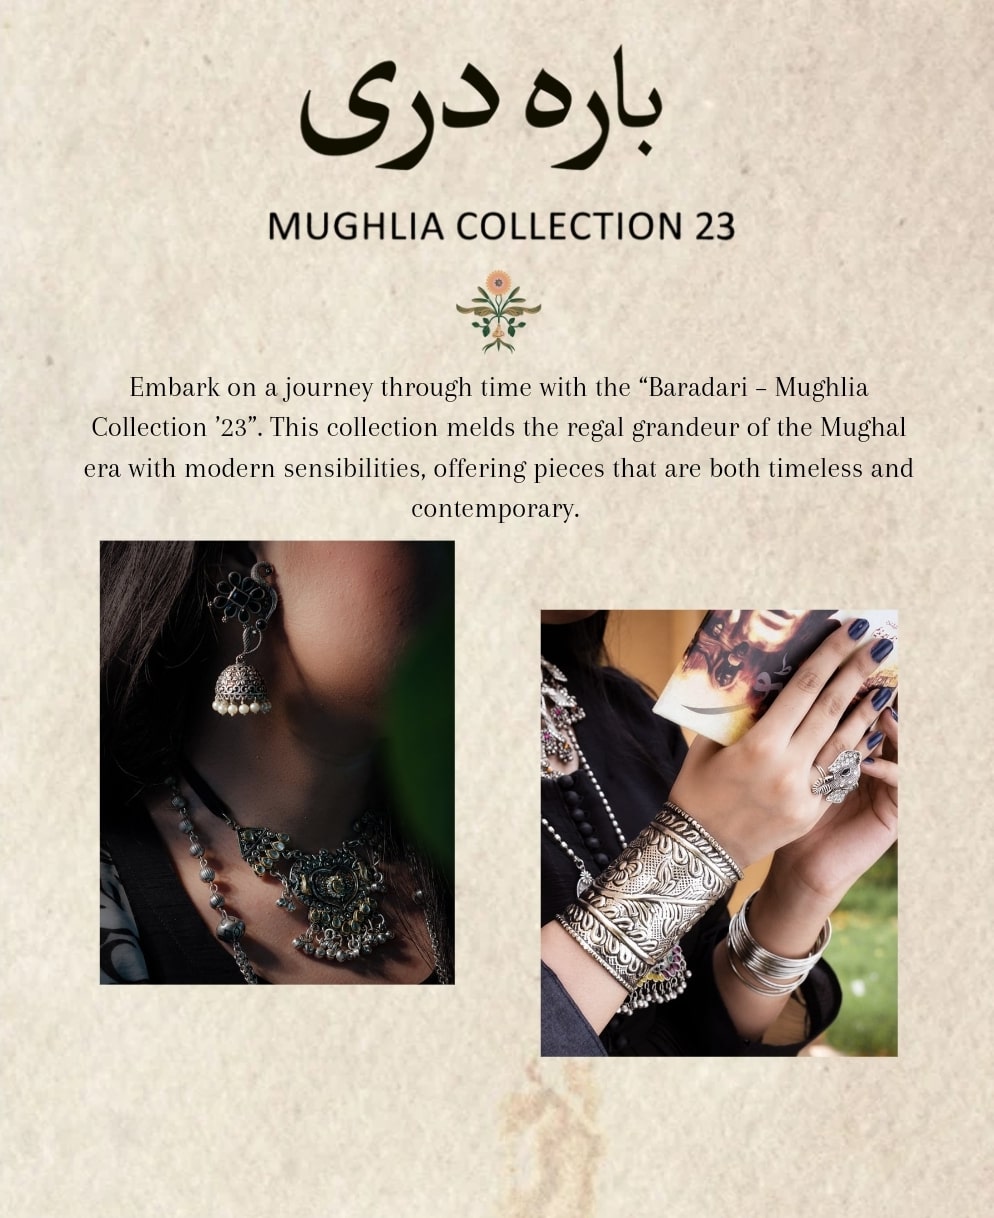 باره دری
MUGHLIA COLLECTION 23
Embark on a journey through time with the “Baradari – Mughlia
Collection ’23”. This collection melds the regal grandeur of the Mughal
era with modern sensibilities, offering pieces that are both timeless and
contemporary.